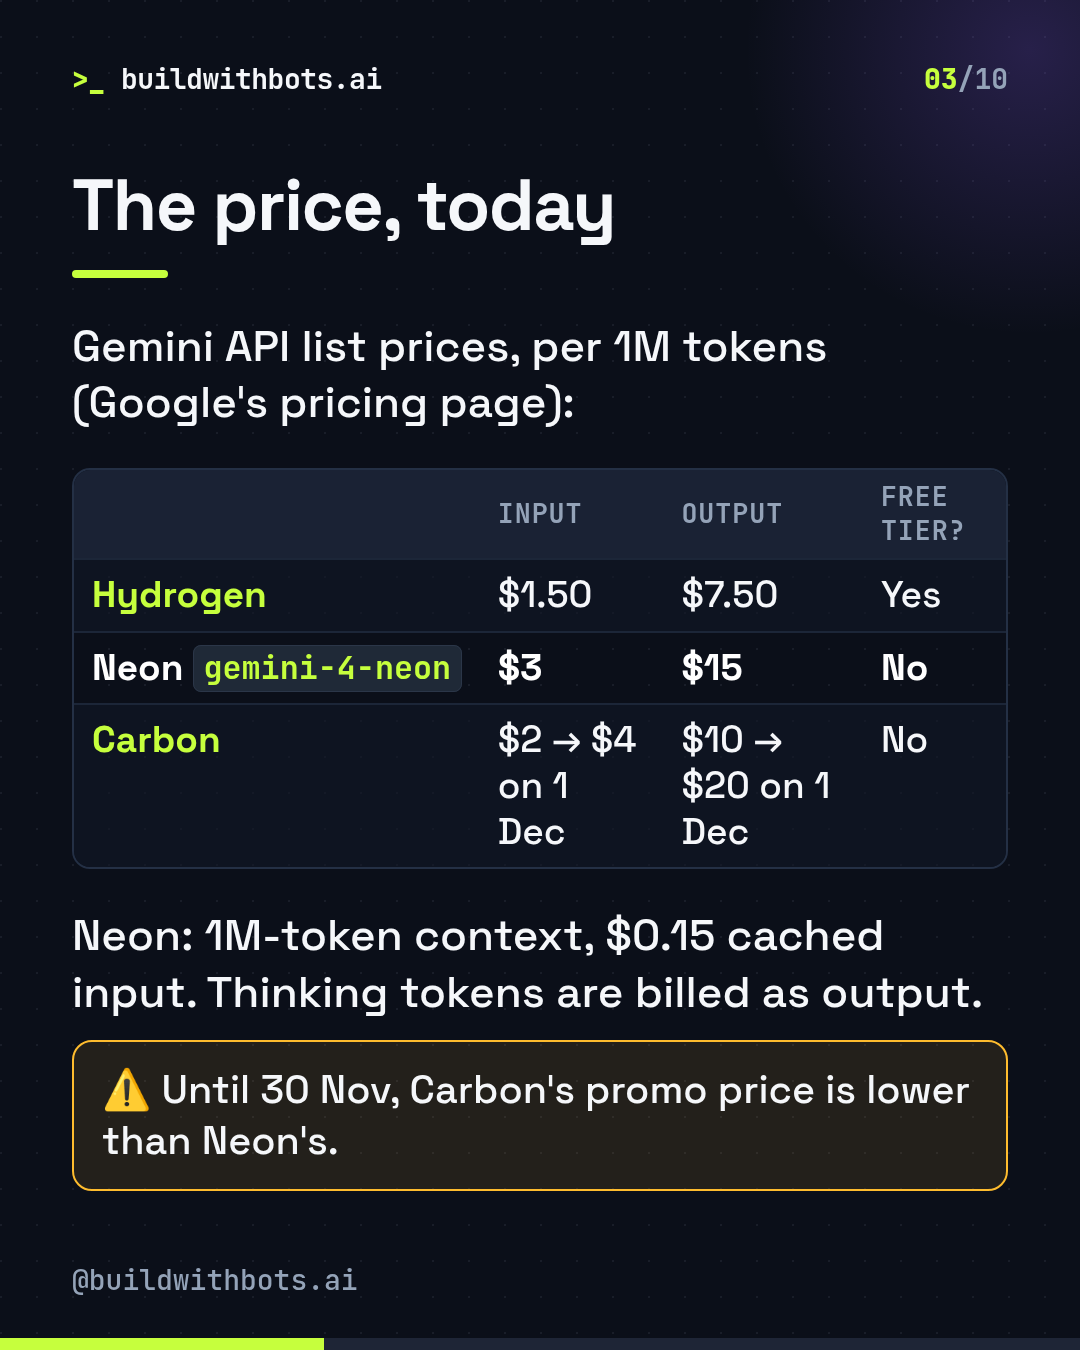 >_ buildwithbots.ai
03/10
The price, today
Gemini API list prices, per 1M tokens
(Google's pricing page):
INPUT OUTPUT FREE TIER?
Hydrogen $1.50 $7.50 Yes
Neon gemini-4-neon $3 $15 No
Carbon $2 → $4 on 1 Dec $10 → $20 on 1 Dec No
Neon: 1M-token context, $0.15 cached
input. Thinking tokens are billed as output.
⚠️ Until 30 Nov, Carbon's promo price is lower
than Neon's.
@buildwithbots.ai